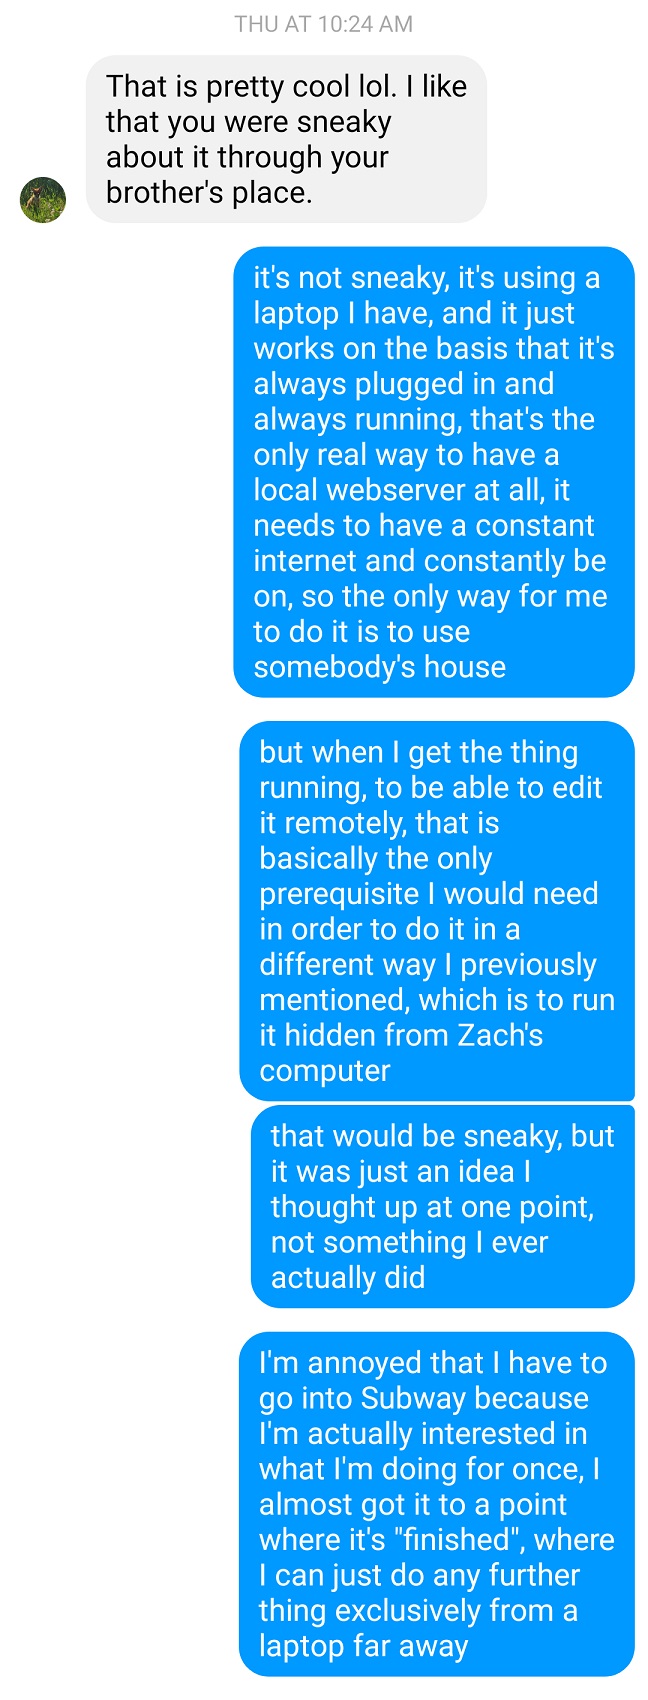 THU AT 10:24 AM
That is pretty cool lol. I like
that you were sneaky
about it through your
brother's place.
it's not sneaky, it's using a
laptop I have, and it just
works on the basis that it's
always plugged in and
always running, that's the
only real way to have a
local webserver at all, it
needs to have a constant
internet and constantly be
on, so the only way for me
to do it is to use
somebody's house
but when I get the thing
running, to be able to edit
it remotely, that is
basically the only
prerequisite I would need
in order to do it in a
different way I previously
mentioned, which is to run
it hidden from Zach's
computer
that would be sneaky, but
it was just an idea I
thought up at one point,
not something I ever
actually did
I'm annoyed that I have to
go into Subway because
I'm actually interested in
what I'm doing for once, I
almost got it to a point
where it's "finished", where
I can just do any further
thing exclusively from a
laptop far away